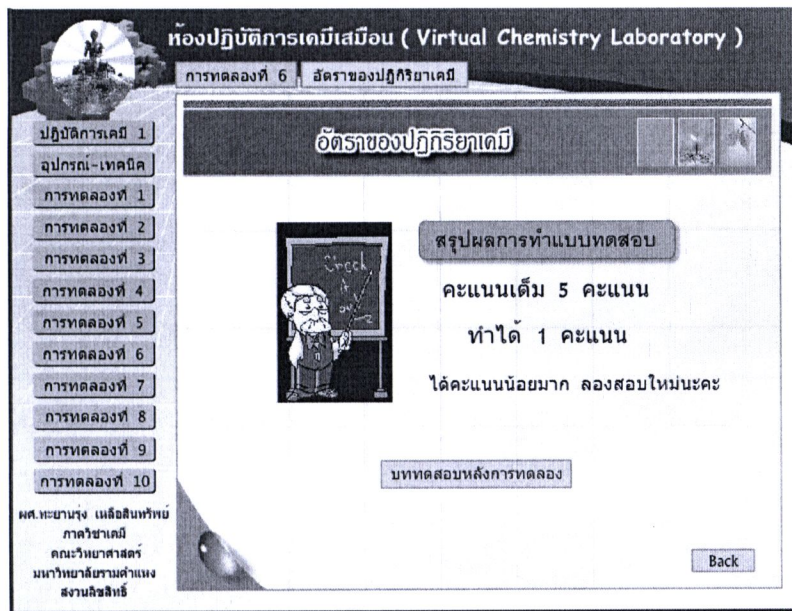 ห้องปฏิบัติการเคมีเสมือน ( Virtual Chemistry Laboratory )
การทดลองที่ 6 อัตราของปฏิกิริยาเคมี
อัตราของปฏิกิริยาเคมี
ปฏิบัติการเคมี 1
อุปกรณ์-เทคนิค
การทดลองที่ 1
การทดลองที่ 2
การทดลองที่ 3
การทดลองที่ 4
การทดลองที่ 5
การทดลองที่ 6
การทดลองที่ 7
การทดลองที่ 8
การทดลองที่ 9
การทดลองที่ 10
ผศ.ทะยานรุ่ง เหลือสินทรัพย์
ภาควิชาเคมี
คณะวิทยาศาสตร์
มหาวิทยาลัยรามคำแหง
สงวนลิขสิทธิ์
Check
สรุปผลการทำแบบทดสอบ
คะแนนเต็ม 5 คะแนน
ทำได้ 1 คะแนน
ได้คะแนนน้อยมาก ลองสอบใหม่นะคะ
บททดสอบหลังการทดลอง
Back